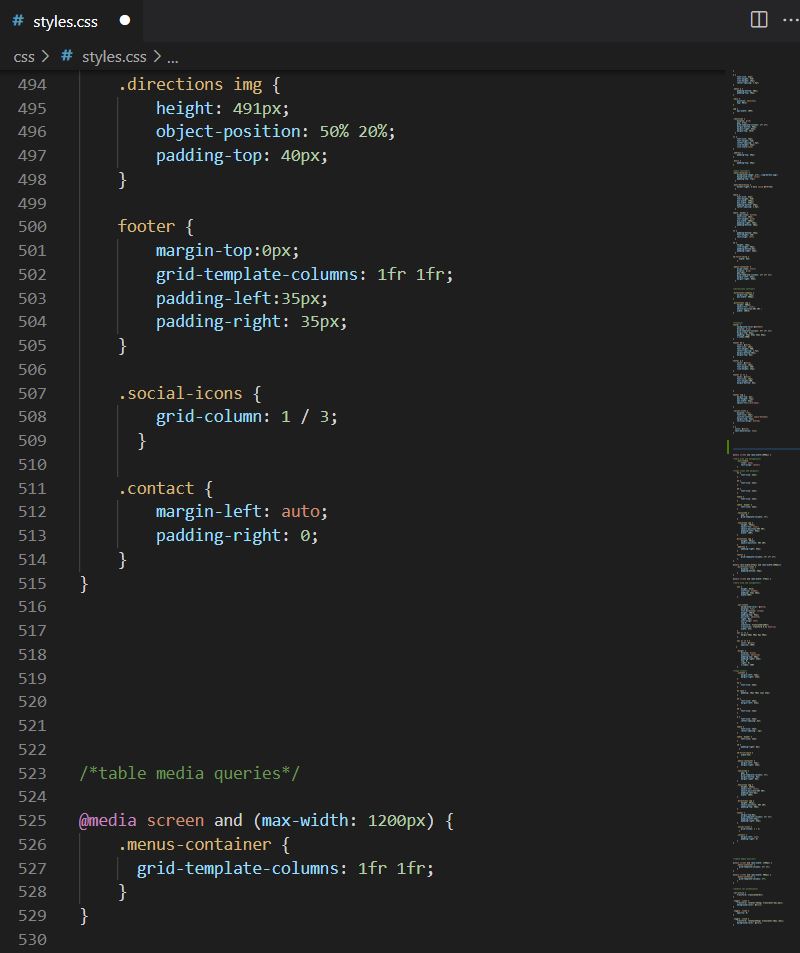 # styles.css ●
css > # styles.css > ...
494 .directions img {
495 height: 491px;
496 object-position: 50% 20%;
497 padding-top: 40px;
498 }
499
500 footer {
501 margin-top:0px;
502 grid-template-columns: 1fr 1fr;
503 padding-left:35px;
504 padding-right: 35px;
505 }
506
507 .social-icons {
508 grid-column: 1 / 3;
509 }
510
511 .contact {
512 margin-left: auto;
513 padding-right: 0;
514 }
515 }
516
517
518
519
520
521
522
523 /*table media queries*/
524
525 @media screen and (max-width: 1200px) {
526 .menus-container {
527 grid-template-columns: 1fr 1fr;
528 }
529 }
530